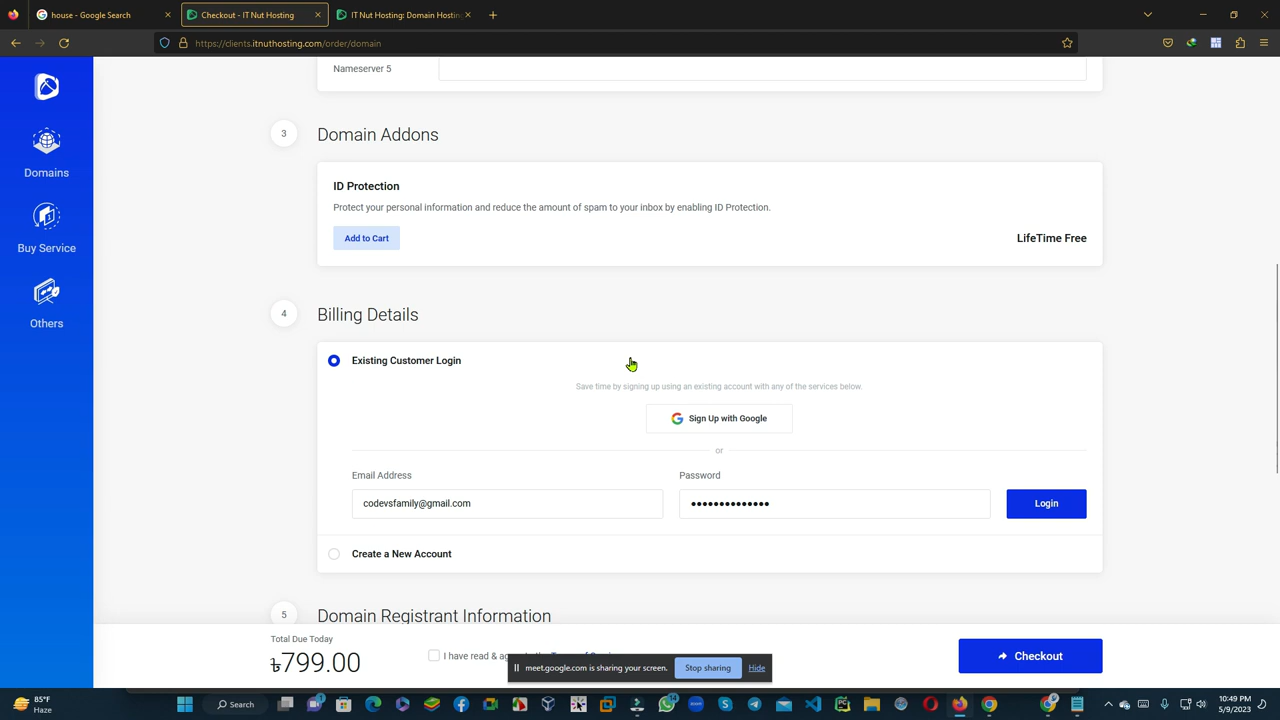 house - Google Search
Checkout - IT Nut Hosting
IT Nut Hosting: Domain Hosting
https://clients.itnuthosting.com/order/domain
Nameserver 5
3
Domain Addons
Domains
ID Protection
Protect your personal information and reduce the amount of spam to your inbox by enabling ID Protection.
Add to Cart
LifeTime Free
Buy Service
Others
4
Billing Details
Existing Customer Login
Save time by signing up using an existing account with any of the services below.
Sign Up with Google
or
Email Address
Password
codevsfamily@gmail.com
Login
Create a New Account
5
Domain Registrant Information
Total Due Today
৳799.00
I have read &
Checkout
meet.google.com is sharing your screen.
Stop sharing
Hide
85°F
Haze
Search
10:49 PM
5/9/2023